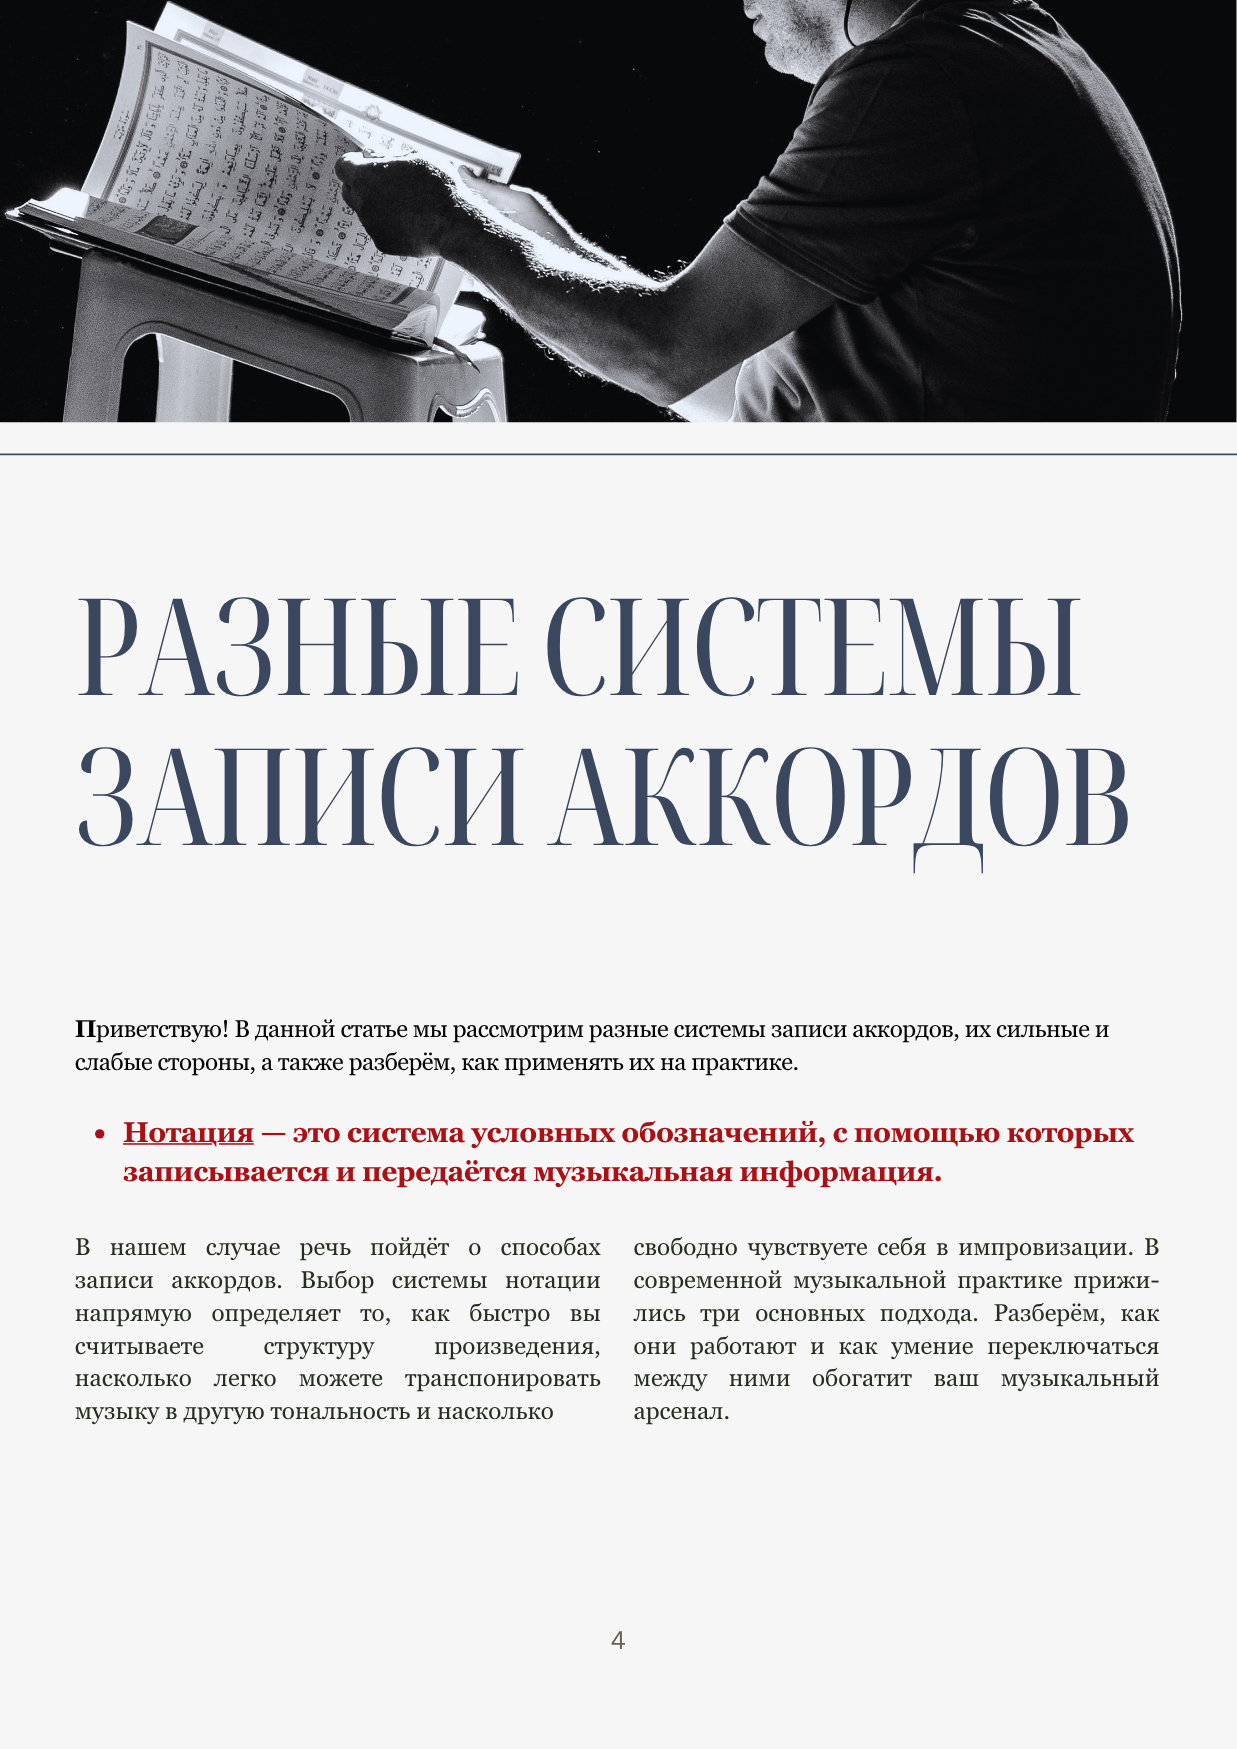 РАЗНЫЕ СИСТЕМЫ
ЗАПИСИ АККОРДОВ
Приветствую! В данной статье мы рассмотрим разные системы записи аккордов, их сильные и
слабые стороны, а также разберём, как применять их на практике.
• Нотация — это система условных обозначений, с помощью которых
записывается и передаётся музыкальная информация.
В нашем случае речь пойдёт о способах
записи аккордов. Выбор системы нотации
напрямую определяет то, как быстро вы
считываете структуру произведения,
насколько легко можете транспонировать
музыку в другую тональность и насколько
свободно чувствуете себя в импровизации. В
современной музыкальной практике прижи-
лись три основных подхода. Разберём, как
они работают и как умение переключаться
между ними обогатит ваш музыкальный
арсенал.
4